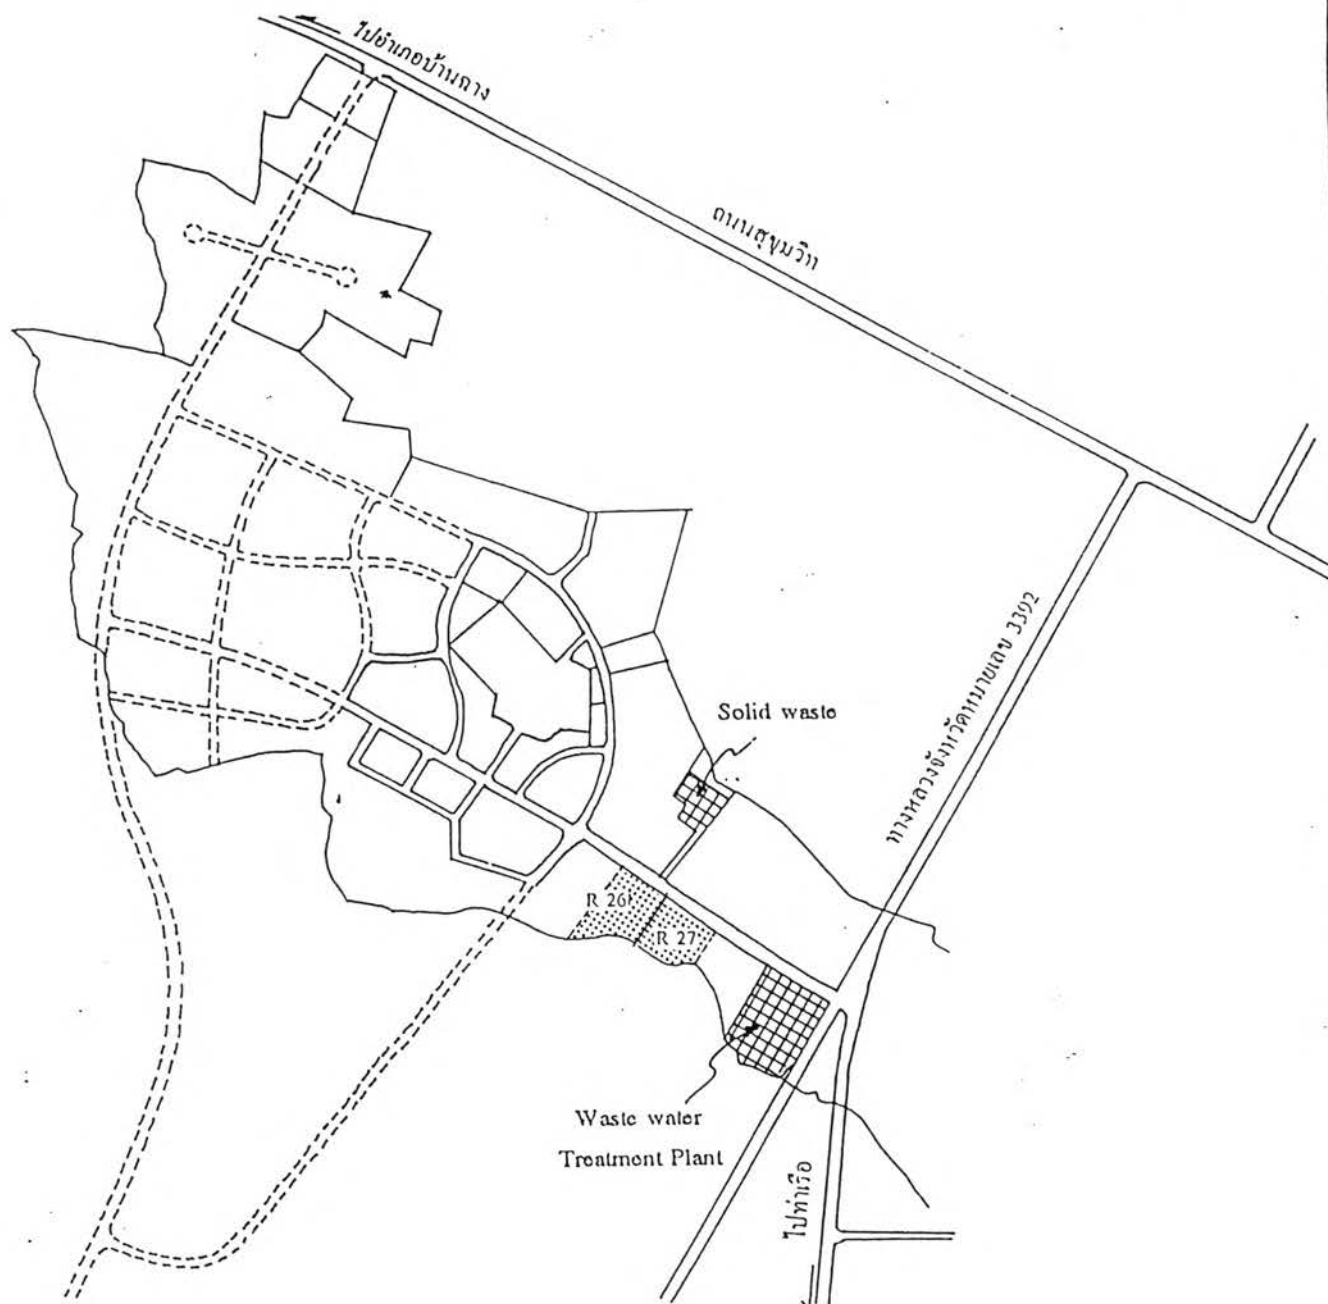 ไปอำเภอบ้านฉาง
ถนนสุขุมวิท
ทางหลวงจังหวัดหมายเลข 3392
Solid waste
R 26
R 27
Waste water
Treatment Plant
ไปท่าเรือ